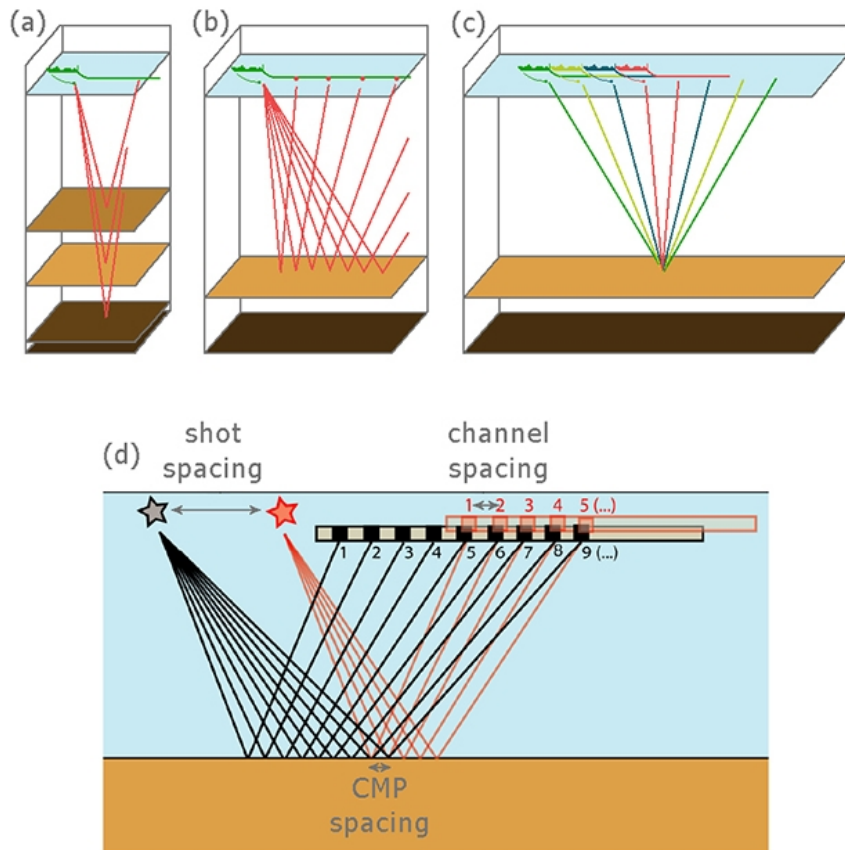 (a)
(b)
(c)
(d)
shot
spacing
channel
spacing
1 2 3 4 5 (...)
1 2 3 4 5 6 7 8 9 (...)
CMP
spacing